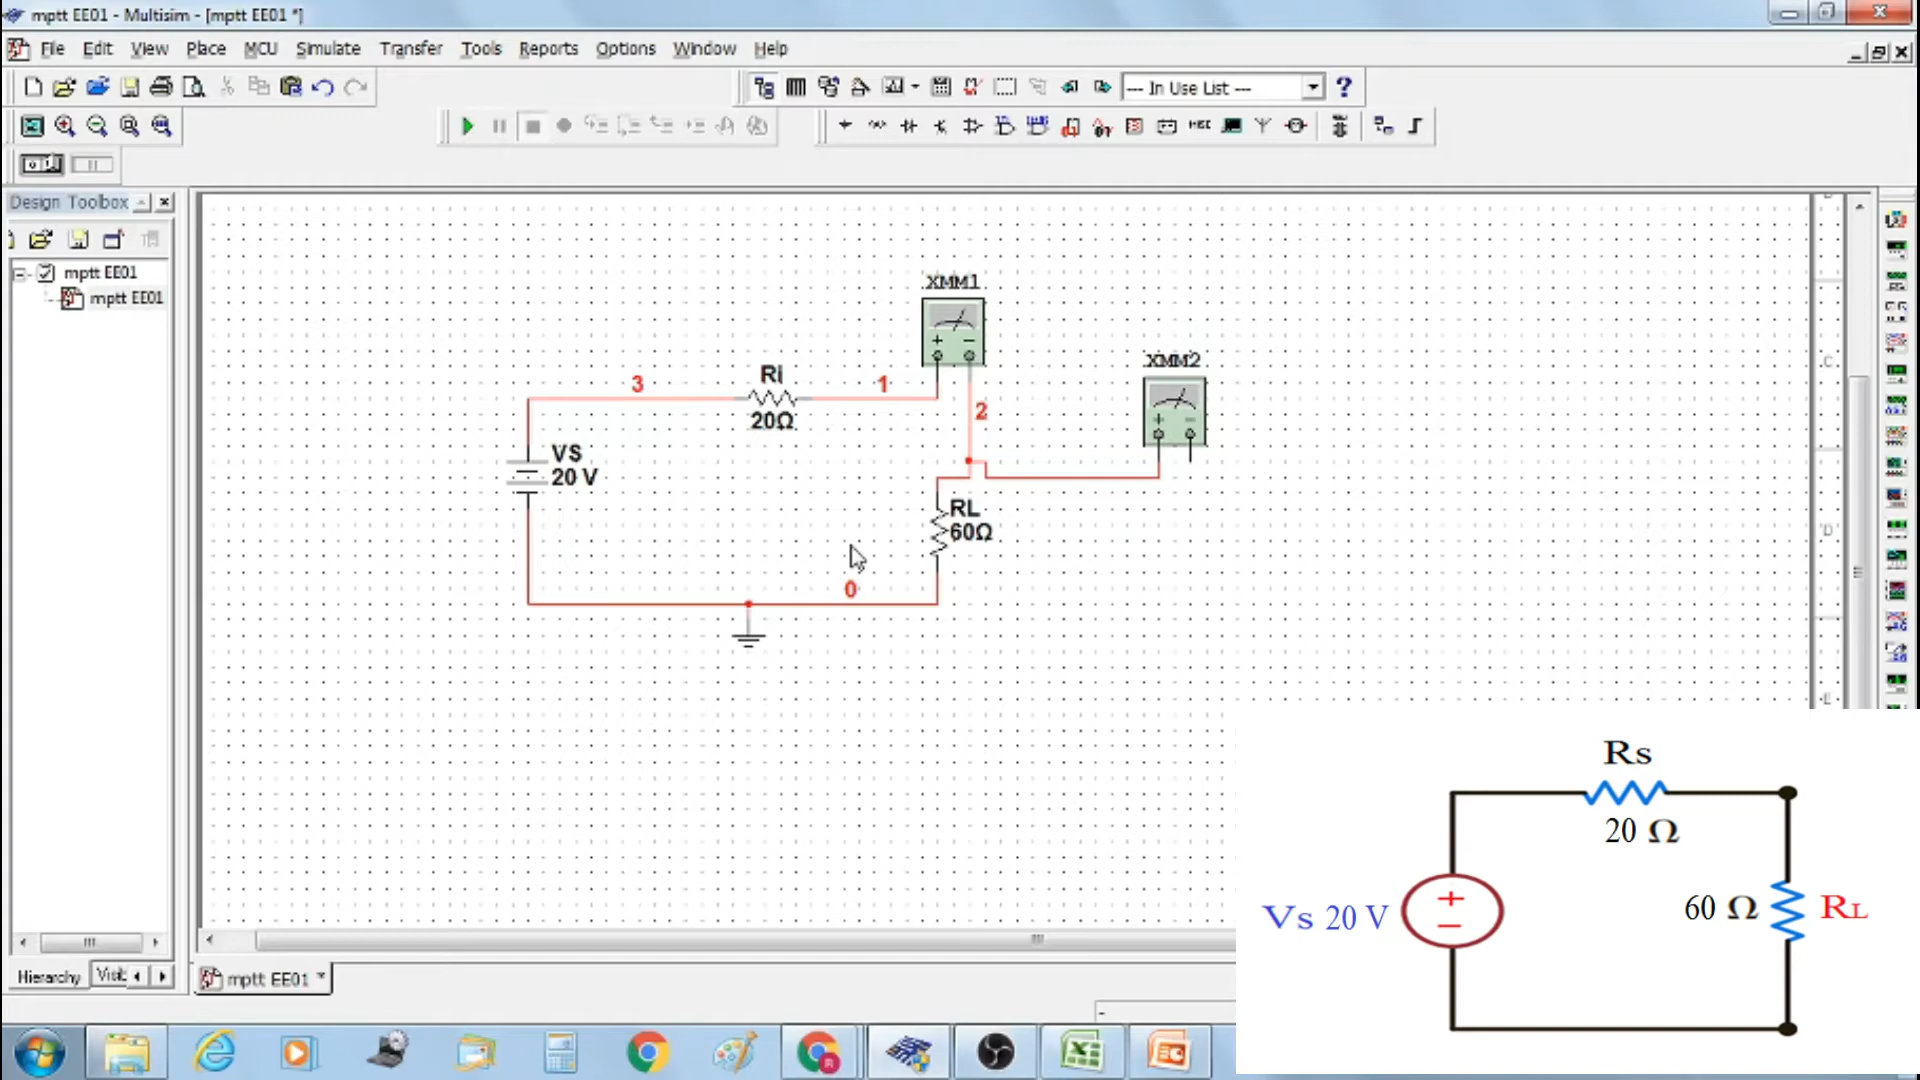 mptt EE01 - Multisim - [mptt EE01 *]
File Edit View Place MCU Simulate Transfer Tools Reports Options Window Help
--- In Use List ---
Design Toolbox
mptt EE01
mptt EE01
XMM1
XMM2
3
Ri
20Ω
1
2
VS
20 V
RL
60Ω
0
C
D
E
Hierarchy
mptt EE01 *
Rs
20 Ω
Vs 20 V
+
−
60 Ω
RL